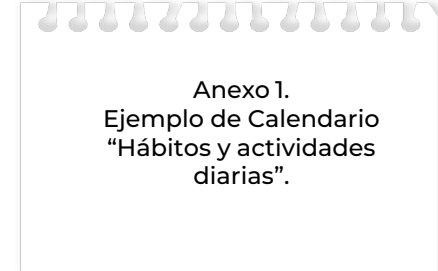 Anexo 1.
Ejemplo de Calendario
“Hábitos y actividades
diarias”.